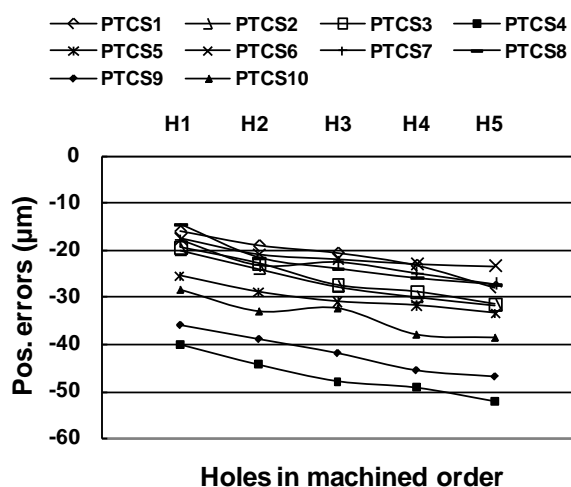 PTCS1 PTCS2 PTCS3 PTCS4
PTCS5 PTCS6 PTCS7 PTCS8
PTCS9 PTCS10
H1 H2 H3 H4 H5
0
-10
-20
-30
-40
-50
-60
Pos. errors (µm)
Holes in machined order